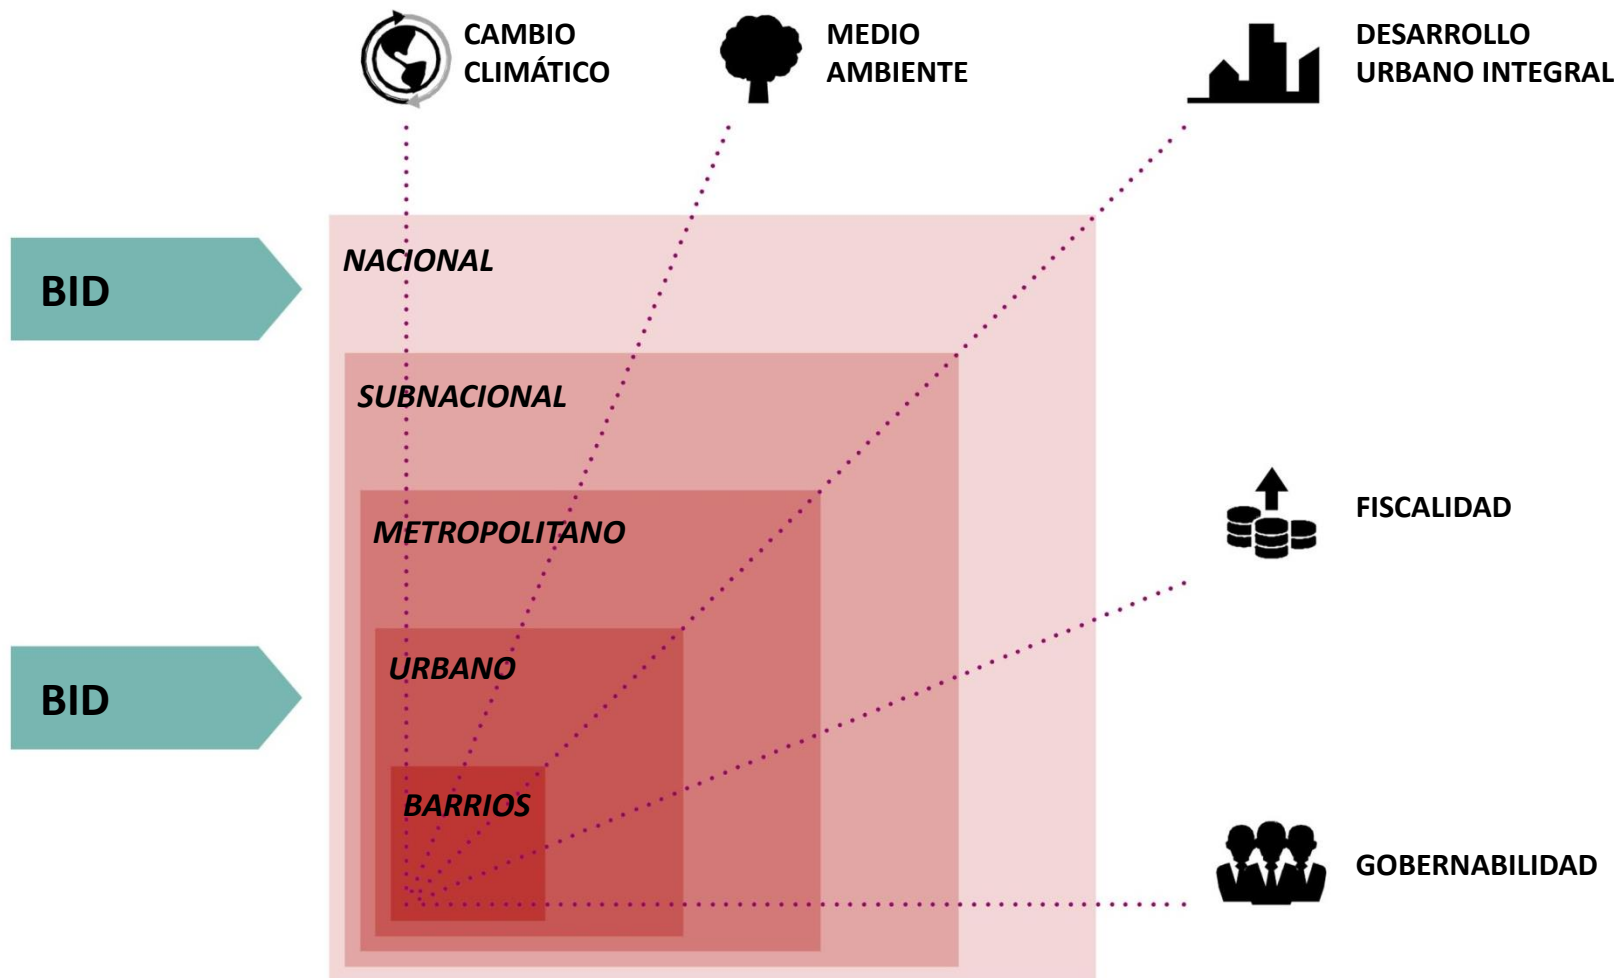 CAMBIO
CLIMÁTICO
MEDIO
AMBIENTE
DESARROLLO
URBANO INTEGRAL
BID
NACIONAL
SUBNACIONAL
METROPOLITANO
FISCALIDAD
BID
URBANO
BARRIOS
GOBERNABILIDAD